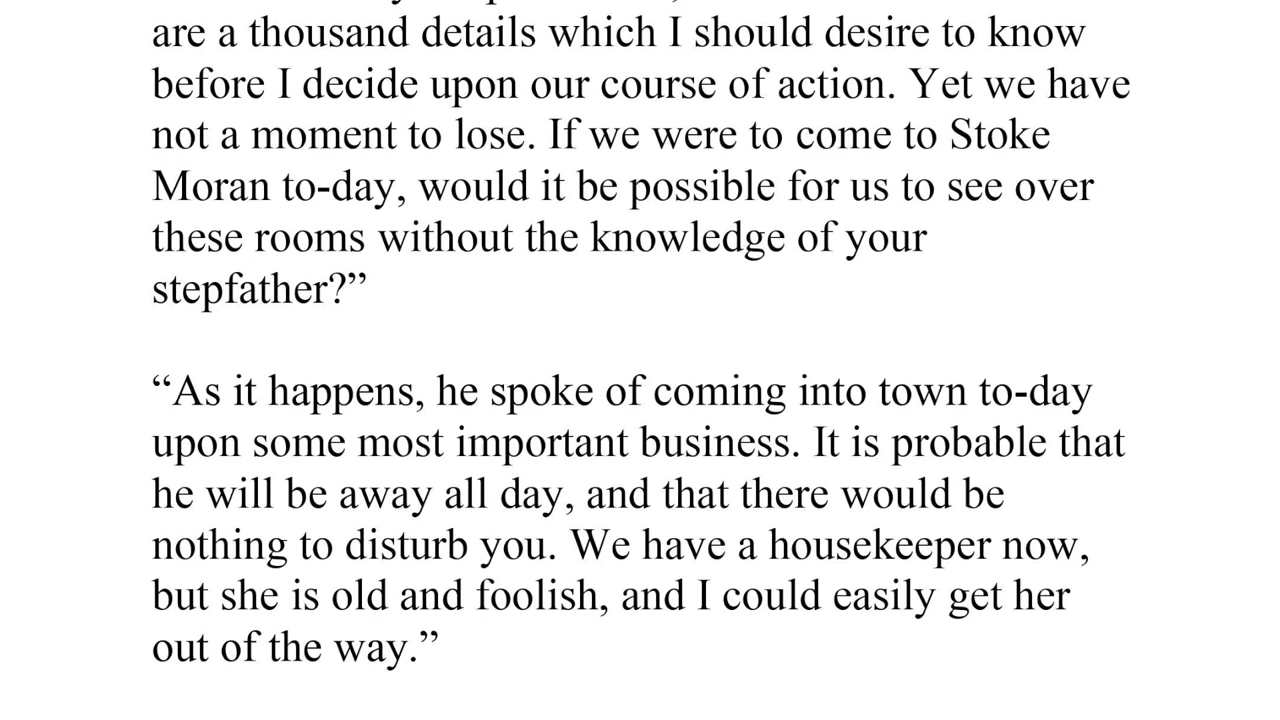 are a thousand details which I should desire to know
before I decide upon our course of action. Yet we have
not a moment to lose. If we were to come to Stoke
Moran to-day, would it be possible for us to see over
these rooms without the knowledge of your
stepfather?”
“As it happens, he spoke of coming into town to-day
upon some most important business. It is probable that
he will be away all day, and that there would be
nothing to disturb you. We have a housekeeper now,
but she is old and foolish, and I could easily get her
out of the way.”